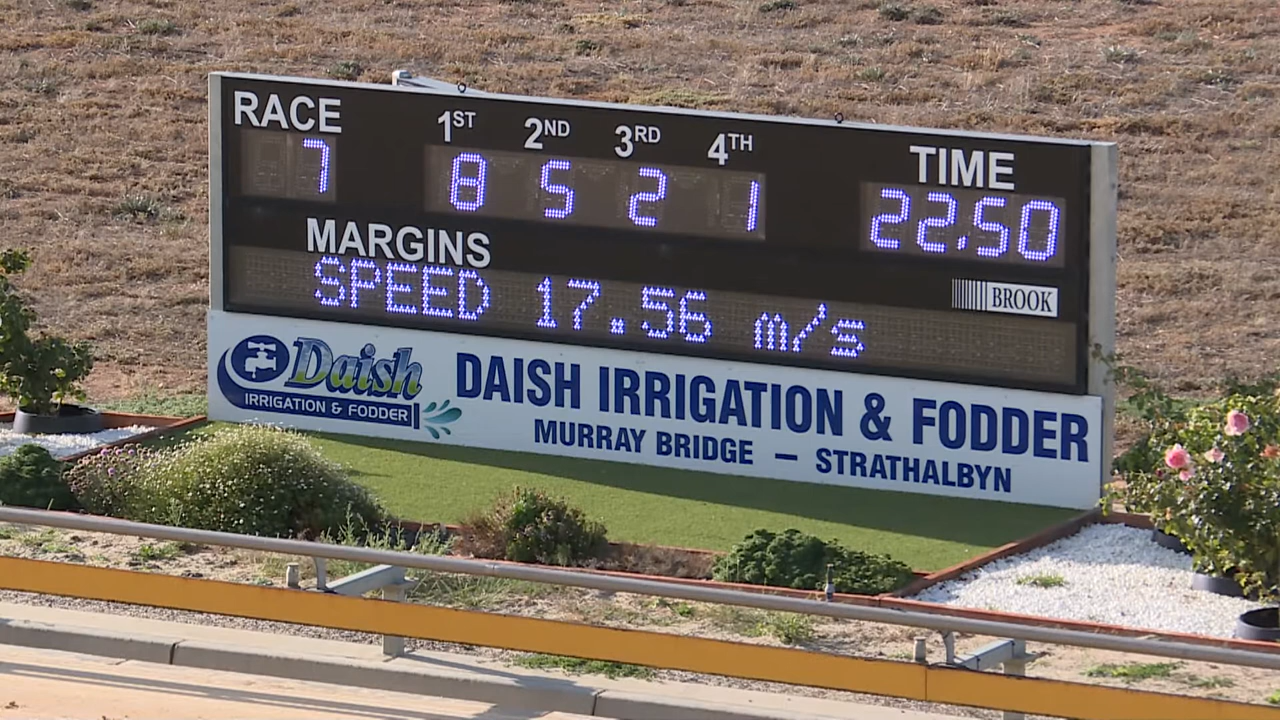 RACE 1ST 2ND 3RD 4TH TIME
7 8 5 2 1 22.50
MARGINS
SPEED 17.56 m/s
BROOK
Daish
IRRIGATION & FODDER
DAISH IRRIGATION & FODDER
MURRAY BRIDGE – STRATHALBYN